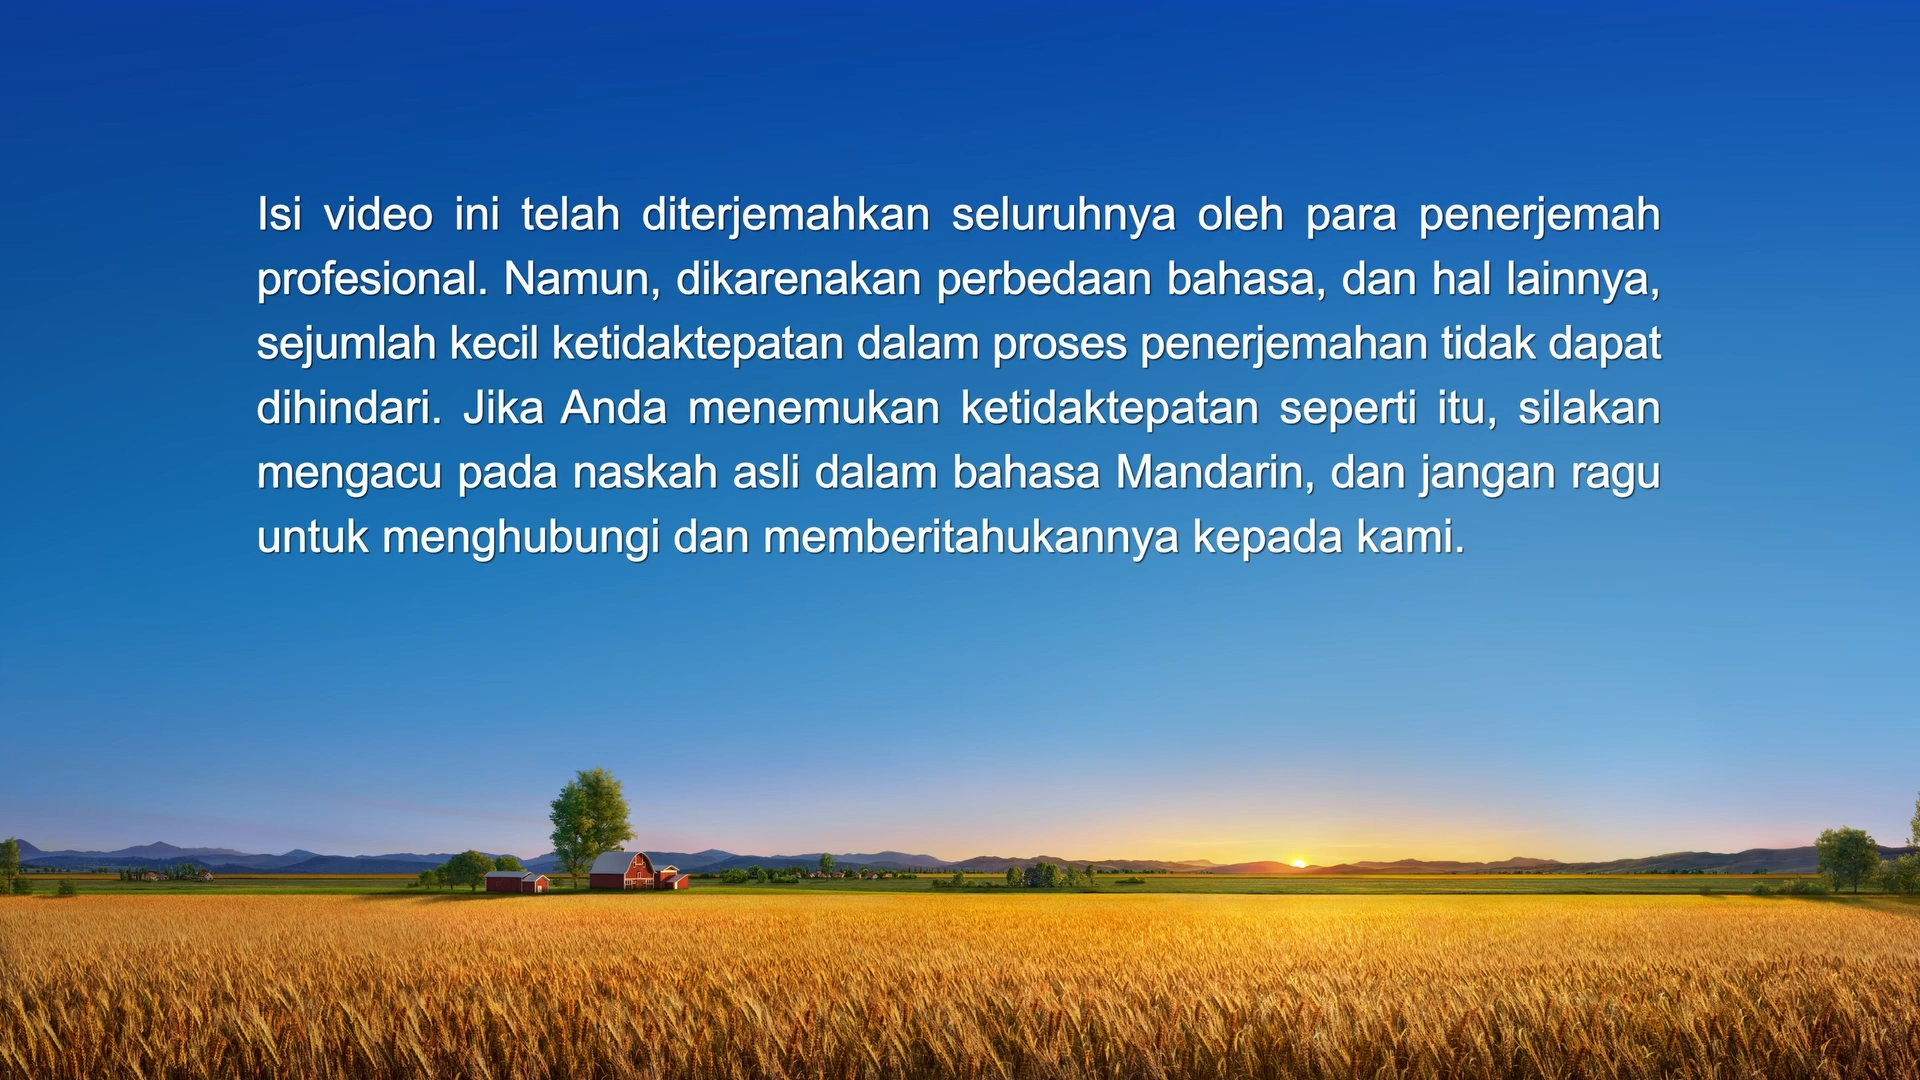 Isi video ini telah diterjemahkan seluruhnya oleh para penerjemah
profesional. Namun, dikarenakan perbedaan bahasa, dan hal lainnya,
sejumlah kecil ketidaktepatan dalam proses penerjemahan tidak dapat
dihindari. Jika Anda menemukan ketidaktepatan seperti itu, silakan
mengacu pada naskah asli dalam bahasa Mandarin, dan jangan ragu
untuk menghubungi dan memberitahukannya kepada kami.